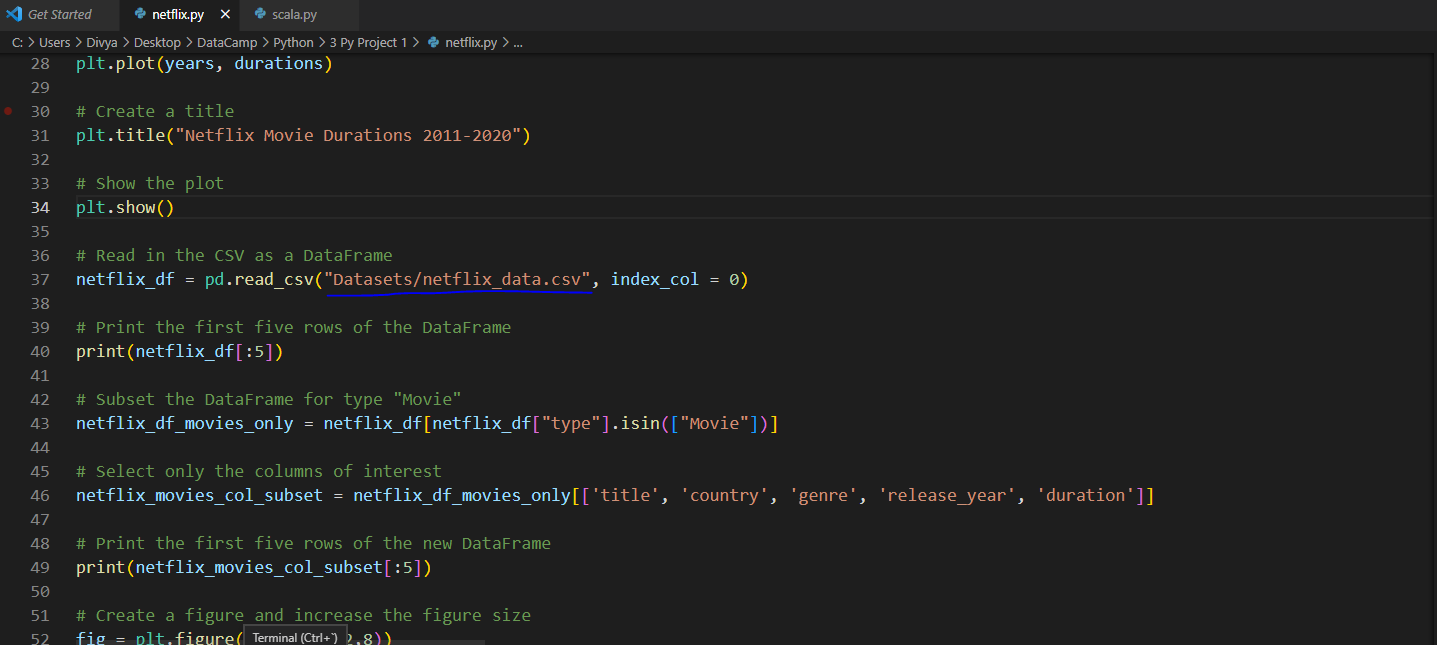 Get Started netflix.py × scala.py
C: > Users > Divya > Desktop > DataCamp > Python > 3 Py Project 1 > netflix.py > ...
28 plt.plot(years, durations)
29
30 # Create a title
31 plt.title("Netflix Movie Durations 2011-2020")
32
33 # Show the plot
34 plt.show()
35
36 # Read in the CSV as a DataFrame
37 netflix_df = pd.read_csv("Datasets/netflix_data.csv", index_col = 0)
38
39 # Print the first five rows of the DataFrame
40 print(netflix_df[:5])
41
42 # Subset the DataFrame for type "Movie"
43 netflix_df_movies_only = netflix_df[netflix_df["type"].isin(["Movie"])]
44
45 # Select only the columns of interest
46 netflix_movies_col_subset = netflix_df_movies_only[['title', 'country', 'genre', 'release_year', 'duration']]
47
48 # Print the first five rows of the new DataFrame
49 print(netflix_movies_col_subset[:5])
50
51 # Create a figure and increase the figure size
52 fig = plt.figure( 2,8))
Terminal (Ctrl+`)